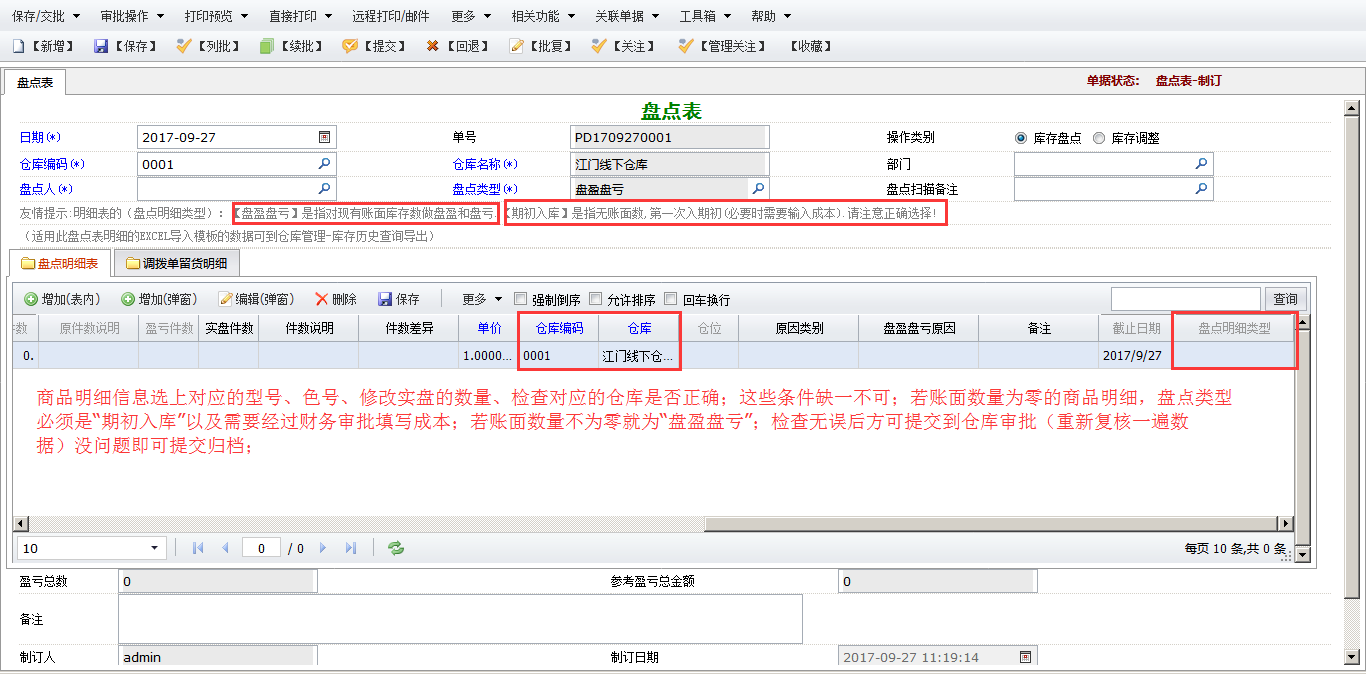 保存/交批 审批操作 打印预览 直接打印 远程打印/邮件 更多 相关功能 关联单据 工具箱 帮助
【新增】 【保存】 【列批】 【续批】 【提交】 【回退】 【批复】 【关注】 【管理关注】 【收藏】
盘点表 单据状态: 盘点表-制订
盘点表
日期(*) 2017-09-27 单号 PD1709270001 操作类别 库存盘点 库存调整
仓库编码(*) 0001 仓库名称(*) 江门线下仓库 部门
盘点人(*) 盘点类型(*) 盘盈盘亏 盘点扫描备注
友情提示:明细表的（盘点明细类型）: 【盘盈盘亏】是指对现有账面库存数做盘盈和盘亏. 【期初入库】是指无账面数,第一次入期初(必要时需要输入成本).请注意正确选择!
（适用此盘点表明细的EXCEL导入模板的数据可到仓库管理-库存历史查询导出）
盘点明细表 调拨单留货明细
增加(表内) 增加(弹窗) 编辑(弹窗) 删除 保存 更多 强制倒序 允许排序 回车换行 查询
件数 原件数说明 盈亏件数 实盘件数 件数说明 件数差异 单价 仓库编码 仓库 仓位 原因类别 盘盈盘亏原因 备注 截止日期 盘点明细类型
0. 1.0000... 0001 江门线下仓... 2017/9/27
商品明细信息选上对应的型号、色号、修改实盘的数量、检查对应的仓库是否正确；这些条件缺一不可；若账面数量为零的商品明细，盘点类型
必须是“期初入库”以及需要经过财务审批填写成本；若账面数量不为零就为“盘盈盘亏”；检查无误后方可提交到仓库审批（重新复核一遍数
据）没问题即可提交归档；
10 0 / 0 每页 10 条,共 0 条
盈亏总数 0 参考盈亏总金额 0
备注
制订人 admin 制订日期 2017-09-27 11:19:14